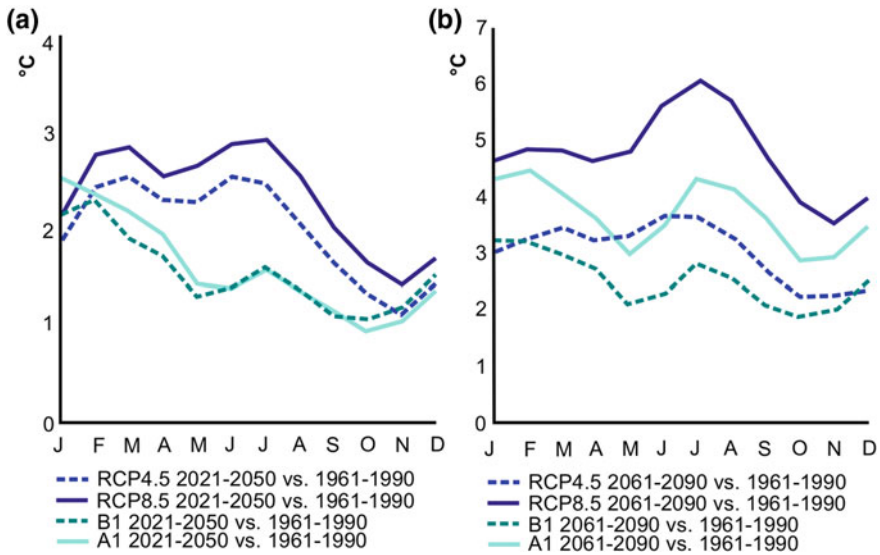 (a)
4
°C
3
2
1
0
J F M A M J J A S O N D
RCP4.5 2021-2050 vs. 1961-1990
RCP8.5 2021-2050 vs. 1961-1990
B1 2021-2050 vs. 1961-1990
A1 2021-2050 vs. 1961-1990
(b)
7
°C
6
5
4
3
2
1
0
J F M A M J J A S O N D
RCP4.5 2061-2090 vs. 1961-1990
RCP8.5 2061-2090 vs. 1961-1990
B1 2061-2090 vs. 1961-1990
A1 2061-2090 vs. 1961-1990